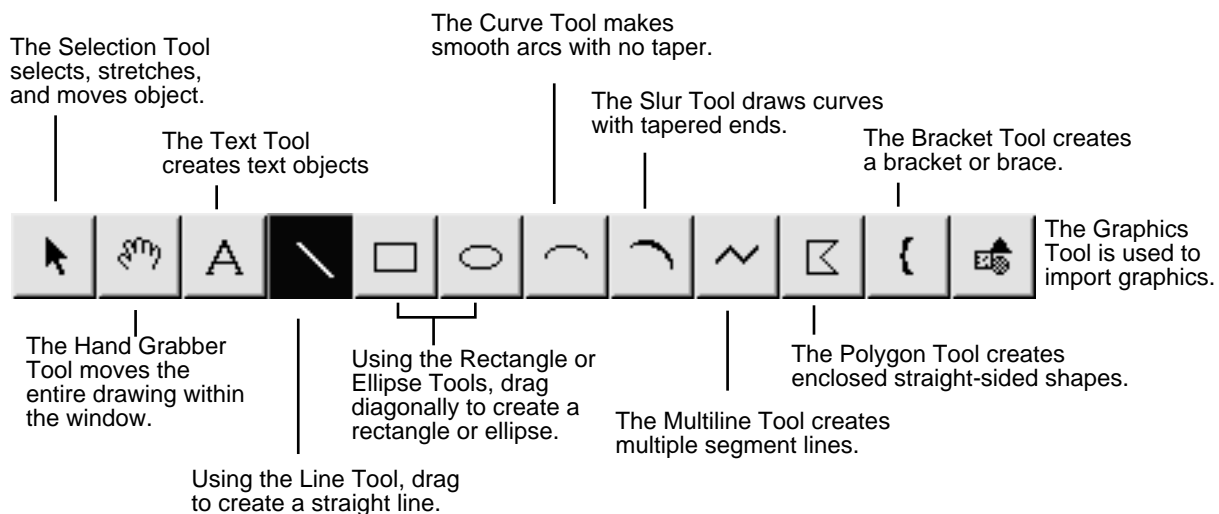 The Curve Tool makes
smooth arcs with no taper.
The Selection Tool
selects, stretches,
and moves object.
The Slur Tool draws curves
with tapered ends.
The Text Tool
creates text objects
The Bracket Tool creates
a bracket or brace.
A
The Graphics
Tool is used to
import graphics.
The Hand Grabber
Tool moves the
entire drawing within
the window.
Using the Rectangle or
Ellipse Tools, drag
diagonally to create a
rectangle or ellipse.
The Polygon Tool creates
enclosed straight-sided shapes.
The Multiline Tool creates
multiple segment lines.
Using the Line Tool, drag
to create a straight line.